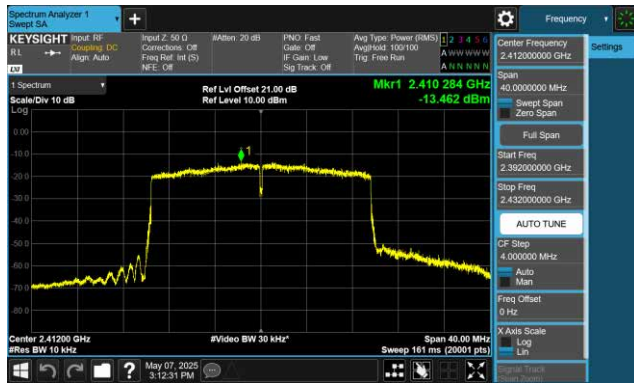 Spectrum Analyzer 1
Swept SA
+
Frequency
KEYSIGHT
RL
LXI
Input: RF
Coupling: DC
Align: Auto
Input Z: 50 Ω
Corrections: Off
Freq Ref: Int (S)
NFE: Off
#Atten: 20 dB
PNO: Fast
Gate: Off
IF Gain: Low
Sig Track: Off
Avg Type: Power (RMS)
Avg|Hold: 100/100
Trig: Free Run
1 2 3 4 5 6
A W W W W W
A N N N N N
1 Spectrum
Scale/Div 10 dB
Log
Ref Lvl Offset 21.00 dB
Ref Level 10.00 dBm
Mkr1 2.410 284 GHz
-13.462 dBm
0.00
-10.0
-20.0
-30.0
-40.0
-50.0
-60.0
-70.0
-80.0
1
Center 2.41200 GHz
#Res BW 10 kHz
#Video BW 30 kHz*
Span 40.00 MHz
Sweep 161 ms (20001 pts)
?
May 07, 2025
3:12:31 PM
Center Frequency
2.412000000 GHz
Settings
Span
40.0000000 MHz
Swept Span
Zero Span
Full Span
Start Freq
2.392000000 GHz
Stop Freq
2.432000000 GHz
AUTO TUNE
CF Step
4.000000 MHz
Auto
Man
Freq Offset
0 Hz
X Axis Scale
Log
Lin
Signal Track
(Span Zoom)